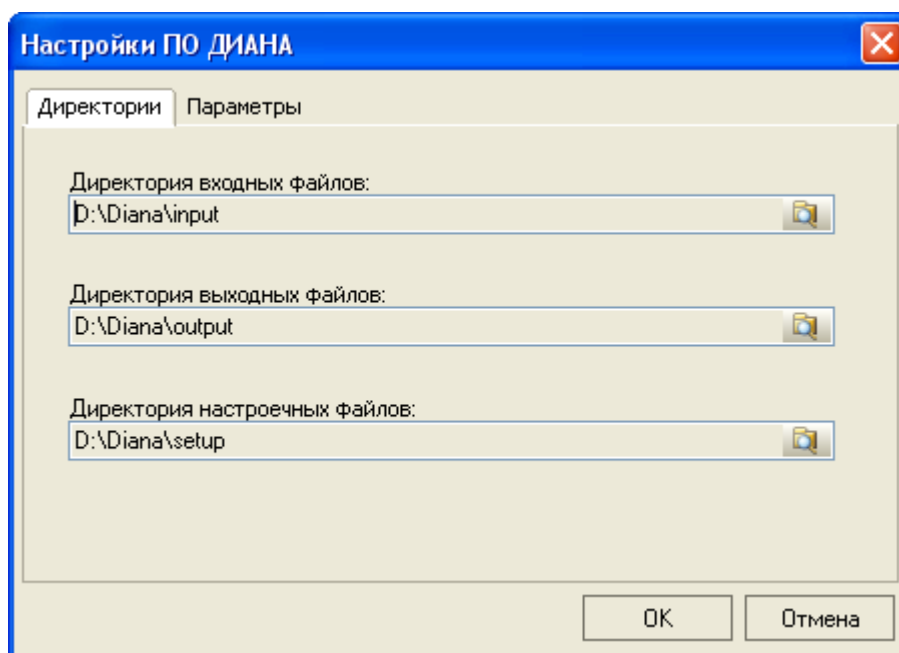 Настройки ПО ДИАНА
Директории Параметры
Директория входных файлов:
D:\Diana\input
Директория выходных файлов:
D:\Diana\output
Директория настроечных файлов:
D:\Diana\setup
OK Отмена